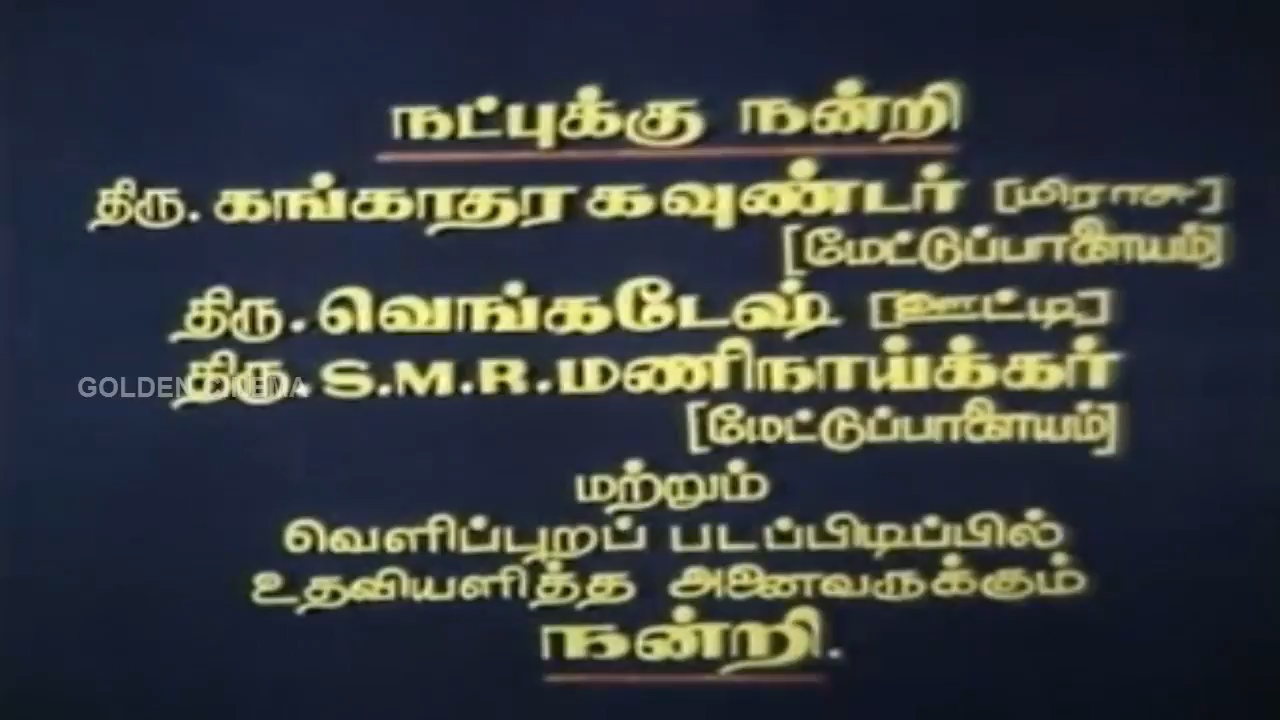 நட்புக்கு நன்றி
திரு. கங்காதர கவுண்டர் [மிராசு]
[மேட்டுப்பாளையம்]
திரு. வெங்கடேஷ் [ஊட்டி]
திரு. S.M.R. மணிநாய்க்கர்
GOLDEN CINEMA
[மேட்டுப்பாளையம்]
மற்றும்
வெளிப்புறப் படப்பிடிப்பில்
உதவியளித்த அனைவருக்கும்
நன்றி.